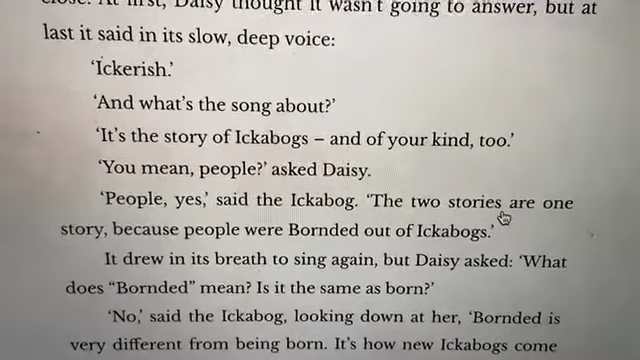 close. At first, Daisy thought it wasn't going to answer, but at
last it said in its slow, deep voice:
‘Ickerish.’
‘And what’s the song about?’
‘It’s the story of Ickabogs – and of your kind, too.’
‘You mean, people?’ asked Daisy.
‘People, yes,’ said the Ickabog. ‘The two stories are one
story, because people were Bornded out of Ickabogs.’
It drew in its breath to sing again, but Daisy asked: ‘What
does “Bornded” mean? Is it the same as born?’
‘No,’ said the Ickabog, looking down at her, ‘Bornded is
very different from being born. It’s how new Ickabogs come